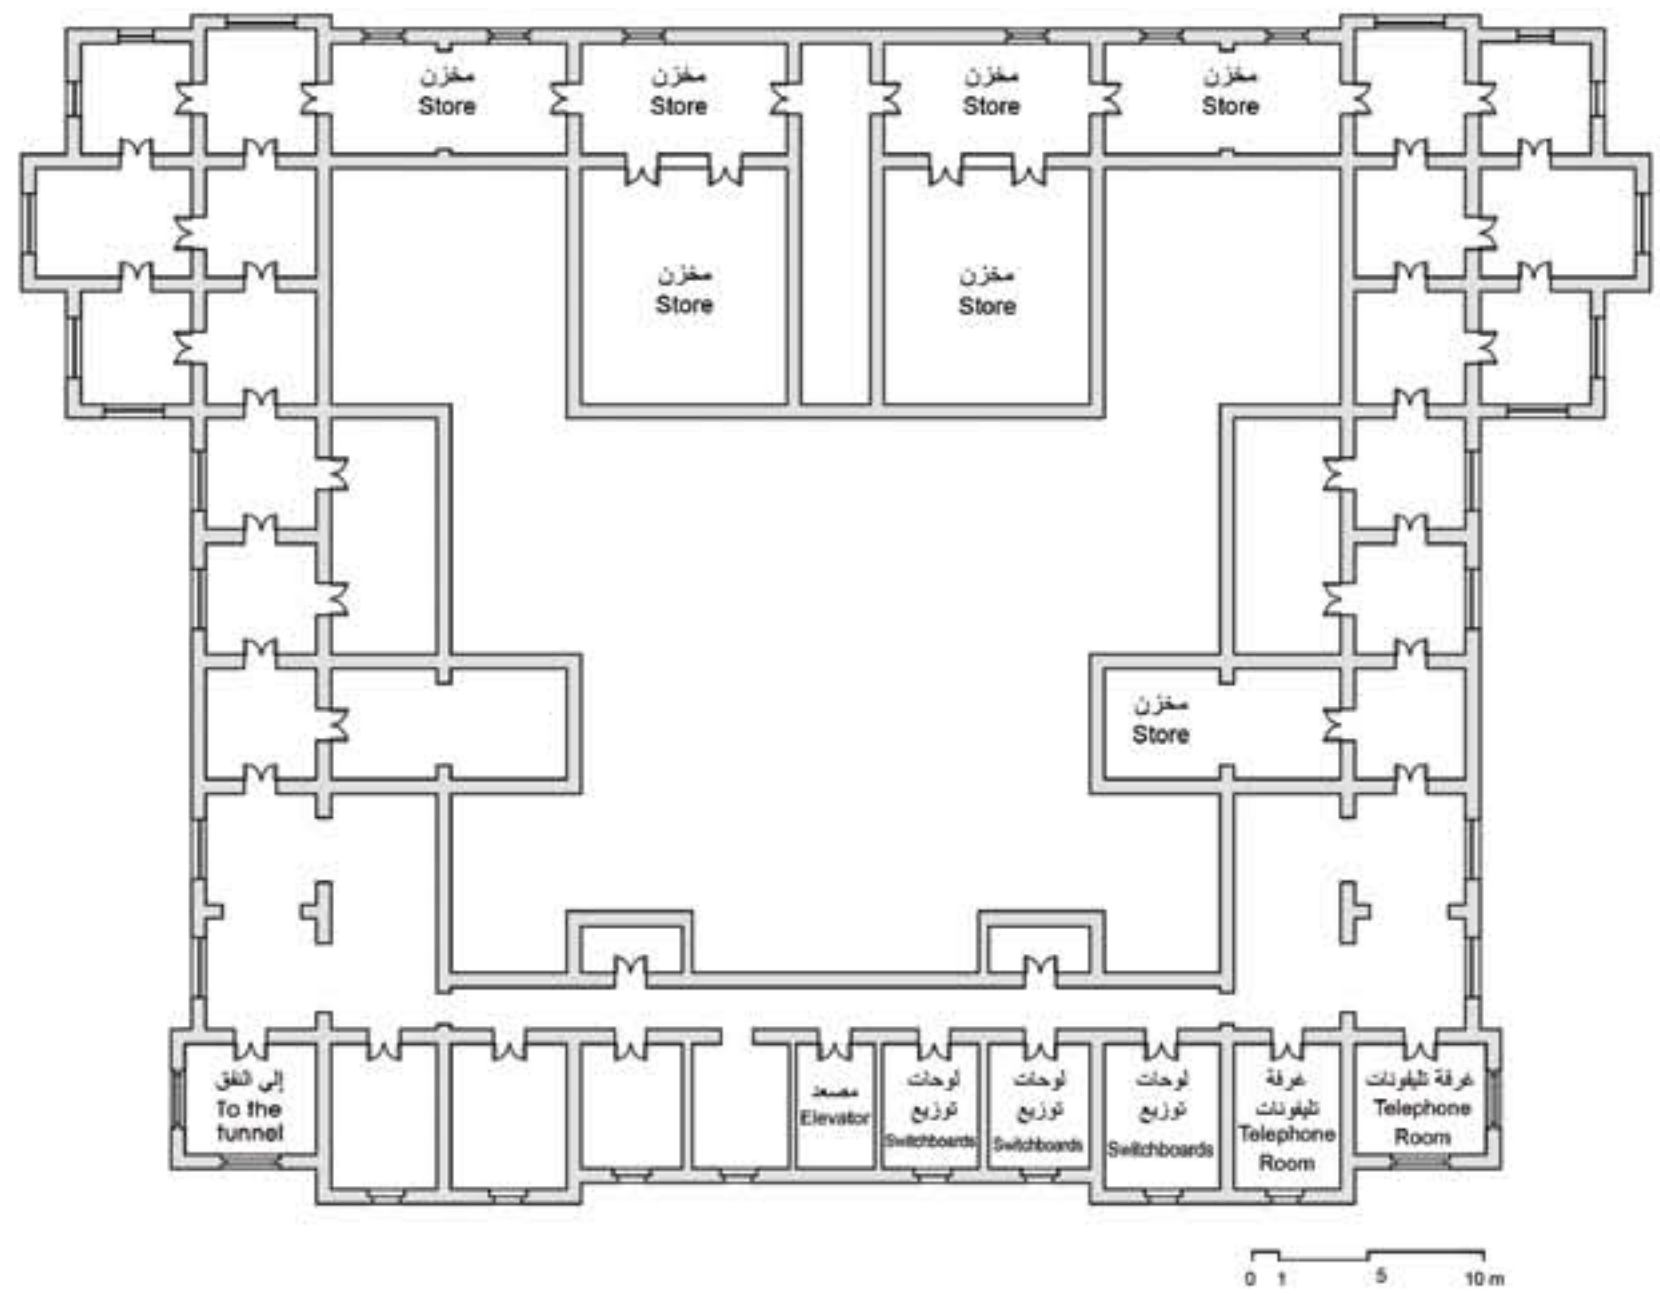 مخزن
Store
مخزن
Store
مخزن
Store
مخزن
Store
مخزن
Store
مخزن
Store
مخزن
Store
إلى النفق
To the
tunnel
مصعد
Elevator
لوحات
توزيع
Switchboards
لوحات
توزيع
Switchboards
لوحات
توزيع
Switchboards
غرفة
تليفونات
Telephone
Room
غرفة تليفونات
Telephone
Room
0 1 5 10 m